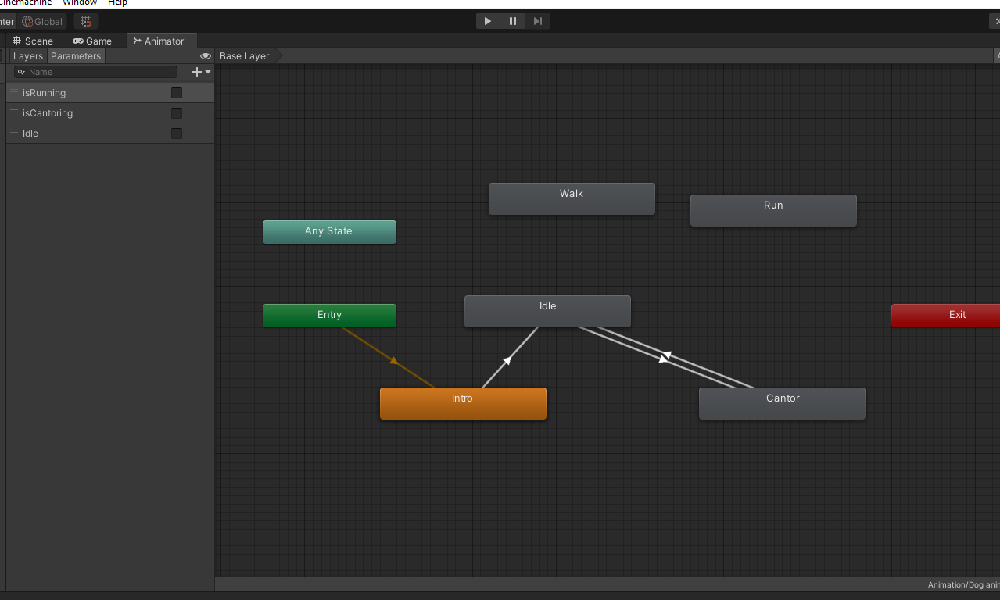 Cinemachine Window Help
nter Global
Scene Game Animator
Layers Parameters Base Layer
Name
isRunning
isCantoring
Idle
Walk
Run
Any State
Idle
Entry
Exit
Intro
Cantor
Animation/Dog anim